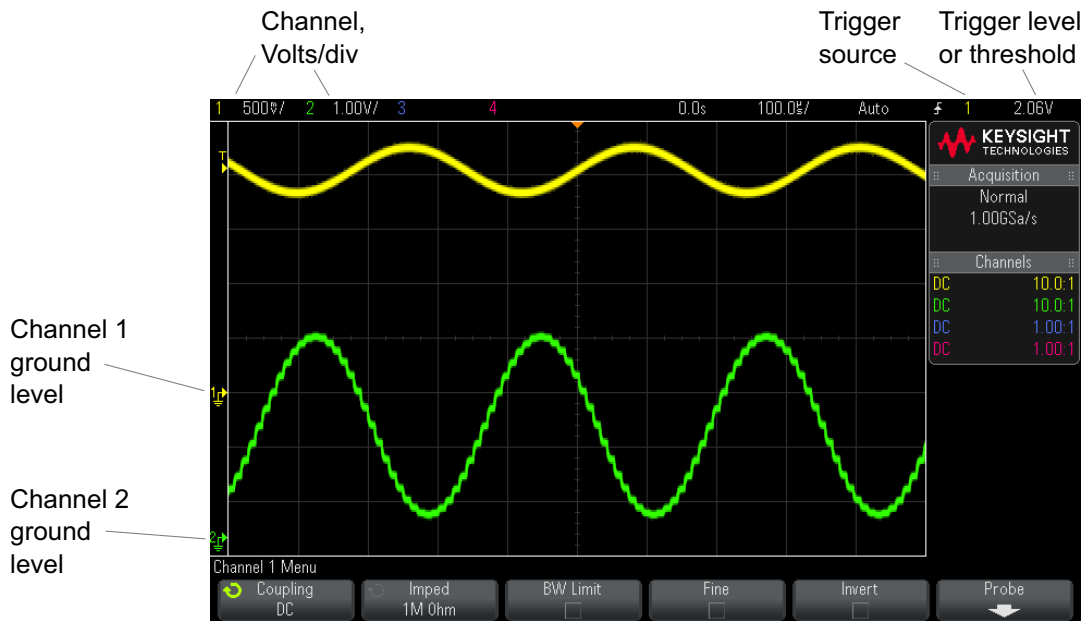 Channel,
Volts/div
Trigger
source
Trigger level
or threshold
1 500mV/ 2 1.00V/ 3 4 0.0s 100.0µs/ Auto 1 2.06V
T
KEYSIGHT
TECHNOLOGIES
Acquisition
Normal
1.00GSa/s
Channels
DC 10.0:1
DC 10.0:1
DC 1.00:1
DC 1.00:1
Channel 1
ground
level
1
Channel 2
ground
level
2
Channel 1 Menu
Coupling
DC
Imped
1M Ohm
BW Limit
Fine
Invert
Probe